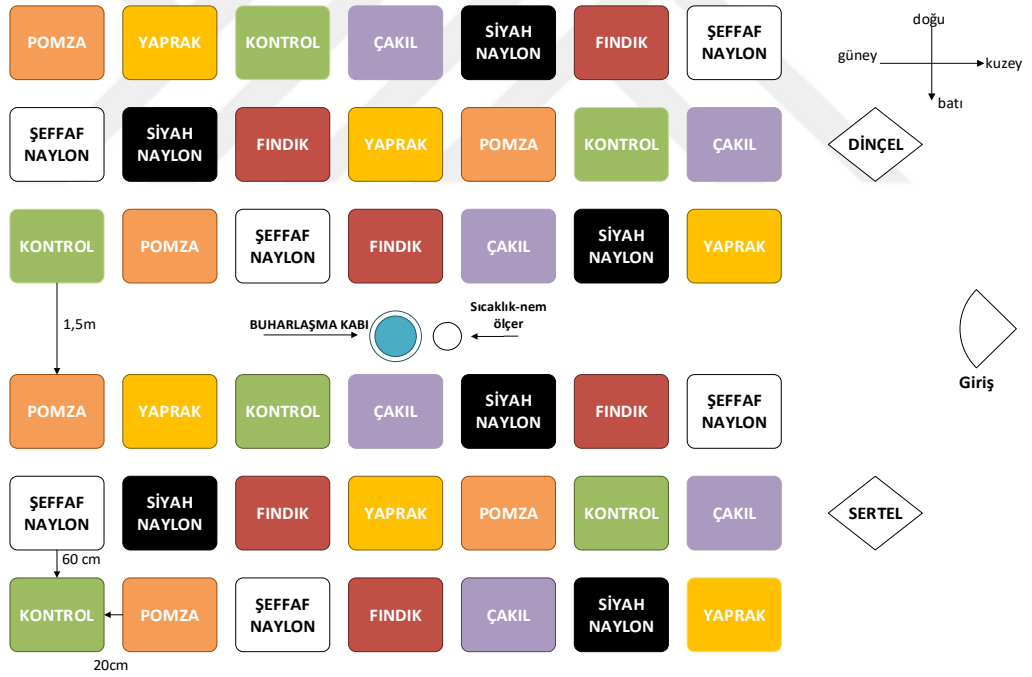 doğu
güney
kuzey
batı
POMZA
YAPRAK
KONTROL
ÇAKIL
SİYAH
NAYLON
FINDIK
ŞEFFAF
NAYLON
ŞEFFAF
NAYLON
SİYAH
NAYLON
FINDIK
YAPRAK
POMZA
KONTROL
ÇAKIL
DİNÇEL
KONTROL
POMZA
ŞEFFAF
NAYLON
FINDIK
ÇAKIL
SİYAH
NAYLON
YAPRAK
1,5m
BUHARLAŞMA KABI
Sıcaklık-nem
ölçer
Giriş
POMZA
YAPRAK
KONTROL
ÇAKIL
SİYAH
NAYLON
FINDIK
ŞEFFAF
NAYLON
ŞEFFAF
NAYLON
SİYAH
NAYLON
FINDIK
YAPRAK
POMZA
KONTROL
ÇAKIL
SERTEL
60 cm
KONTROL
POMZA
ŞEFFAF
NAYLON
FINDIK
ÇAKIL
SİYAH
NAYLON
YAPRAK
20cm